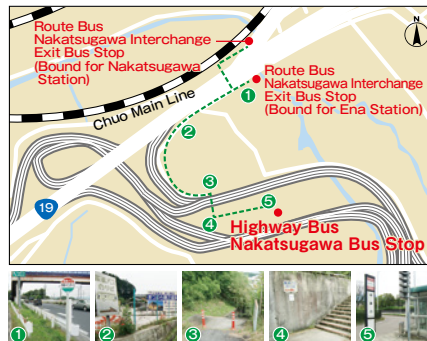 Route Bus
Nakatsugawa Interchange
Exit Bus Stop
(Bound for Nakatsugawa
Station)
N
Route Bus
Nakatsugawa Interchange
Exit Bus Stop
(Bound for Ena Station)
Chuo Main Line
1
2
3
4
5
19
Highway Bus
Nakatsugawa Bus Stop
1
2
3
4
5